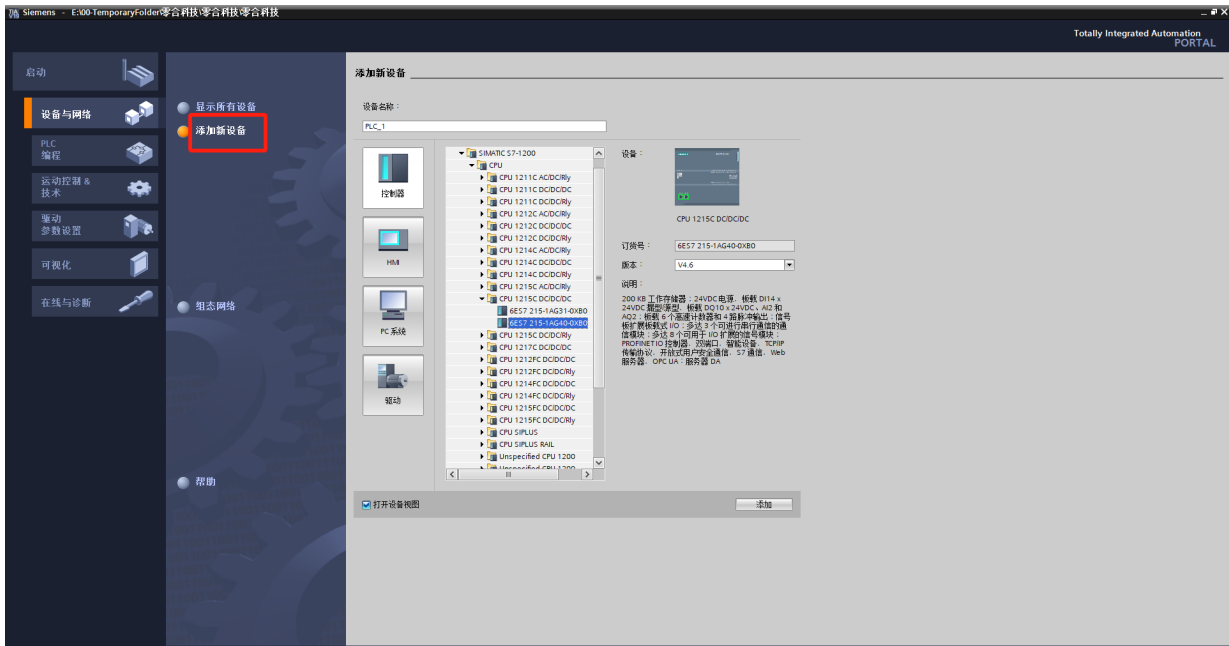 Siemens - E:\00-TemporaryFolder\零合科技\零合科技\零合科技
Totally Integrated Automation
PORTAL
启动
设备与网络
PLC
编程
运动控制 &
技术
驱动
参数设置
可视化
在线与诊断
显示所有设备
添加新设备
组态网络
帮助
添加新设备
设备名称：
PLC_1
控制器
HMI
PC 系统
驱动
SIMATIC S7-1200
CPU
CPU 1211C AC/DC/Rly
CPU 1211C DC/DC/DC
CPU 1211C DC/DC/Rly
CPU 1212C AC/DC/Rly
CPU 1212C DC/DC/DC
CPU 1212C DC/DC/Rly
CPU 1214C AC/DC/Rly
CPU 1214C DC/DC/DC
CPU 1214C DC/DC/Rly
CPU 1215C AC/DC/Rly
CPU 1215C DC/DC/DC
6ES7 215-1AG31-0XB0
6ES7 215-1AG40-0XB0
CPU 1215C DC/DC/Rly
CPU 1217C DC/DC/DC
CPU 1212FC DC/DC/DC
CPU 1212FC DC/DC/Rly
CPU 1214FC DC/DC/DC
CPU 1214FC DC/DC/Rly
CPU 1215FC DC/DC/DC
CPU 1215FC DC/DC/Rly
CPU SIPLUS
CPU SIPLUS RAIL
Unspecified CPU 1200
设备：
CPU 1215C DC/DC/DC
订货号：
6ES7 215-1AG40-0XB0
版本：
V4.6
说明：
200 KB 工作存储器；24VDC 电源，板载 DI14 x
24VDC 漏型/源型，板载 DQ10 x 24VDC、AI2 和
AQ2；板载 6 个高速计数器和 4 路脉冲输出；信号
板扩展板载式 I/O；多达 3 个可进行串行通信的通
信模块；多达 8 个可用于 I/O 扩展的信号模块；
PROFINET IO 控制器、双端口、智能设备、TCP/IP
传输协议、开放式用户安全通信、S7 通信、Web
服务器、OPC UA：服务器 DA
打开设备视图
添加